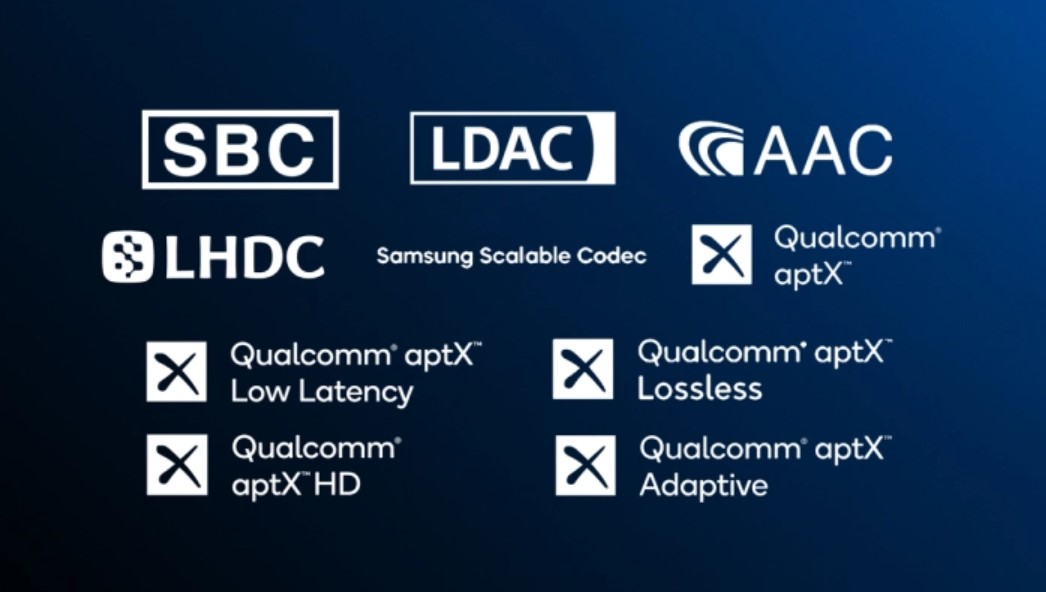 SBC
LDAC
AAC
LHDC
Samsung Scalable Codec
Qualcomm®
aptX™
Qualcomm® aptX™
Low Latency
Qualcomm® aptX™
Lossless
Qualcomm®
aptX™ HD
Qualcomm® aptX™
Adaptive